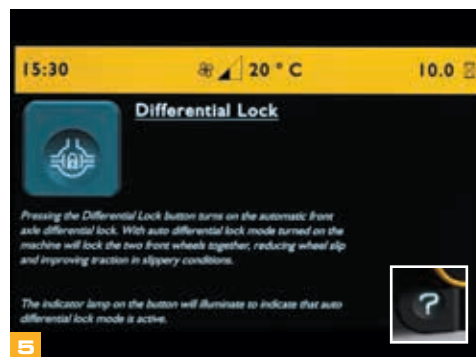 15:30 20 ° C 10.0
Differential Lock
Pressing the Differential Lock button turns on the automatic front
axle differential lock. With auto differential lock mode turned on the
machine will lock the two front wheels together, reducing wheel slip
and improving traction in slippery conditions.
The indicator lamp on the button will illuminate to indicate that auto
differential lock mode is active.
?
5